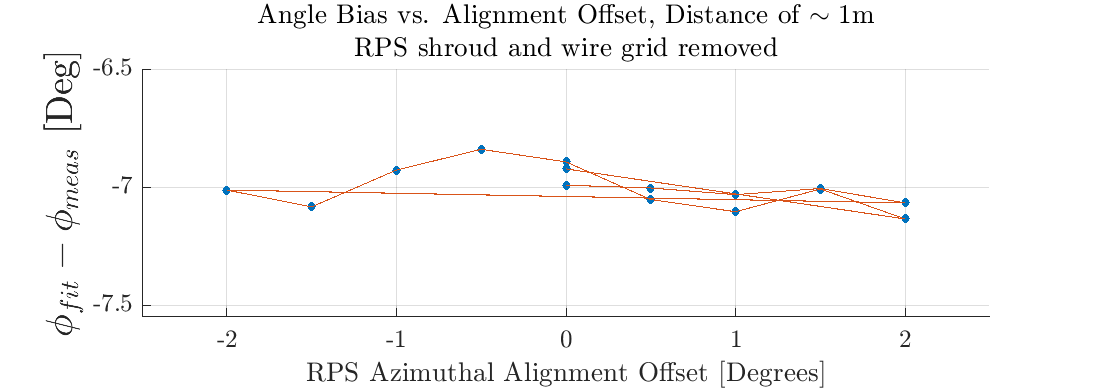 Angle Bias vs. Alignment Offset, Distance of ∼ 1m
RPS shroud and wire grid removed
ϕ_fit − ϕ_meas [Deg]
-6.5
-7
-7.5
-2 -1 0 1 2
RPS Azimuthal Alignment Offset [Degrees]